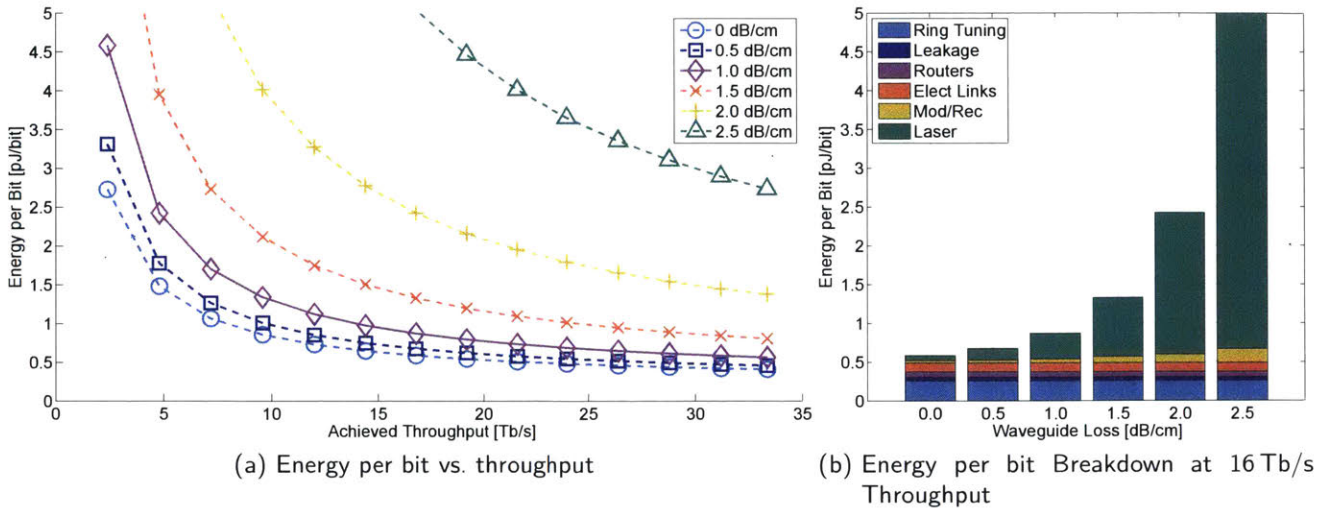 5
4.5
4
3.5
3
2.5
2
1.5
1
0.5
0
Energy per Bit [pJ/bit]
0 5 10 15 20 25 30 35
Achieved Throughput [Tb/s]
0 dB/cm
0.5 dB/cm
1.0 dB/cm
1.5 dB/cm
2.0 dB/cm
2.5 dB/cm
(a) Energy per bit vs. throughput
5
4.5
4
3.5
3
2.5
2
1.5
1
0.5
0
Energy per Bit [pJ/bit]
Ring Tuning
Leakage
Routers
Elect Links
Mod/Rec
Laser
0.0 0.5 1.0 1.5 2.0 2.5
Waveguide Loss [dB/cm]
(b) Energy per bit Breakdown at 16 Tb/s
Throughput